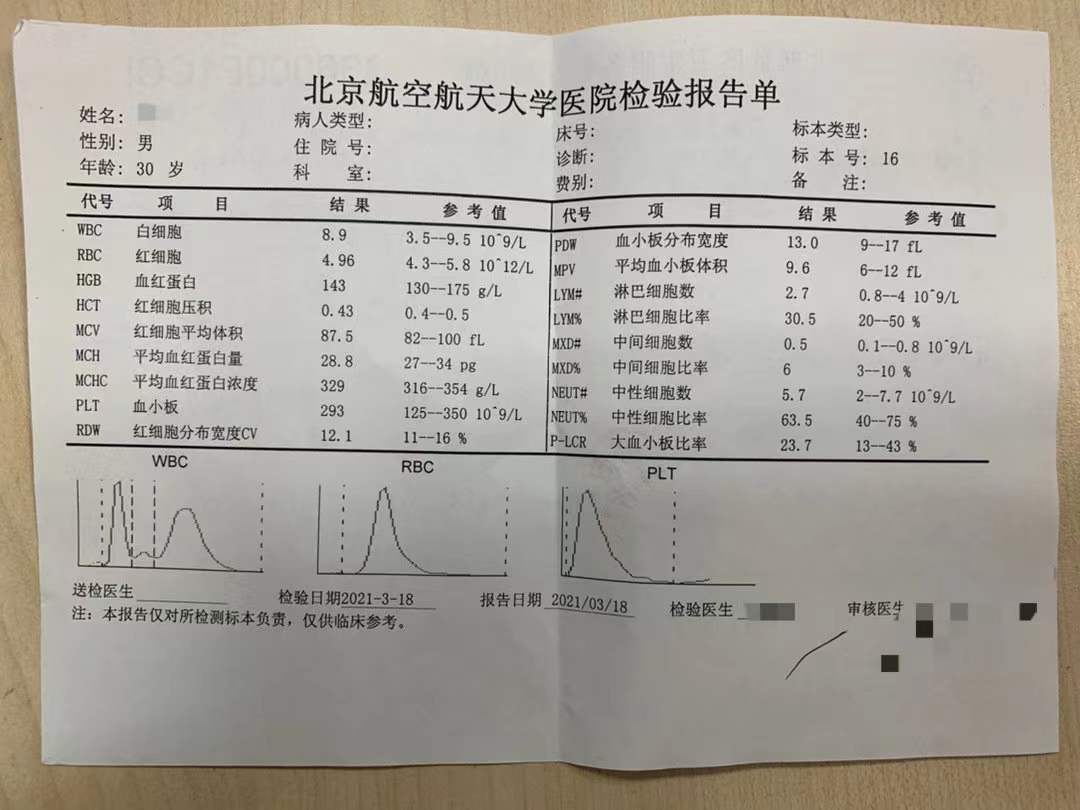 北京航空航天大学医院检验报告单
姓名: 病人类型: 床号: 标本类型:
性别: 男 住 院 号: 诊断: 标 本 号: 16
年龄: 30 岁 科 室: 费别: 备 注:
代号 项 目 结 果 参 考 值 代号 项 目 结 果 参 考 值
WBC 白细胞 8.9 3.5--9.5 10^9/L PDW 血小板分布宽度 13.0 9--17 fL
RBC 红细胞 4.96 4.3--5.8 10^12/L MPV 平均血小板体积 9.6 6--12 fL
HGB 血红蛋白 143 130--175 g/L LYM# 淋巴细胞数 2.7 0.8--4 10^9/L
HCT 红细胞压积 0.43 0.4--0.5 LYM% 淋巴细胞比率 30.5 20--50 %
MCV 红细胞平均体积 87.5 82--100 fL MXD# 中间细胞数 0.5 0.1--0.8 10^9/L
MCH 平均血红蛋白量 28.8 27--34 pg MXD% 中间细胞比率 6 3--10 %
MCHC 平均血红蛋白浓度 329 316--354 g/L NEUT# 中性细胞数 5.7 2--7.7 10^9/L
PLT 血小板 293 125--350 10^9/L NEUT% 中性细胞比率 63.5 40--75 %
RDW 红细胞分布宽度CV 12.1 11--16 % P-LCR 大血小板比率 23.7 13--43 %
WBC RBC PLT
送检医生 检验日期2021-3-18 报告日期 2021/03/18 检验医生 审核医生
注: 本报告仅对所检测标本负责, 仅供临床参考。